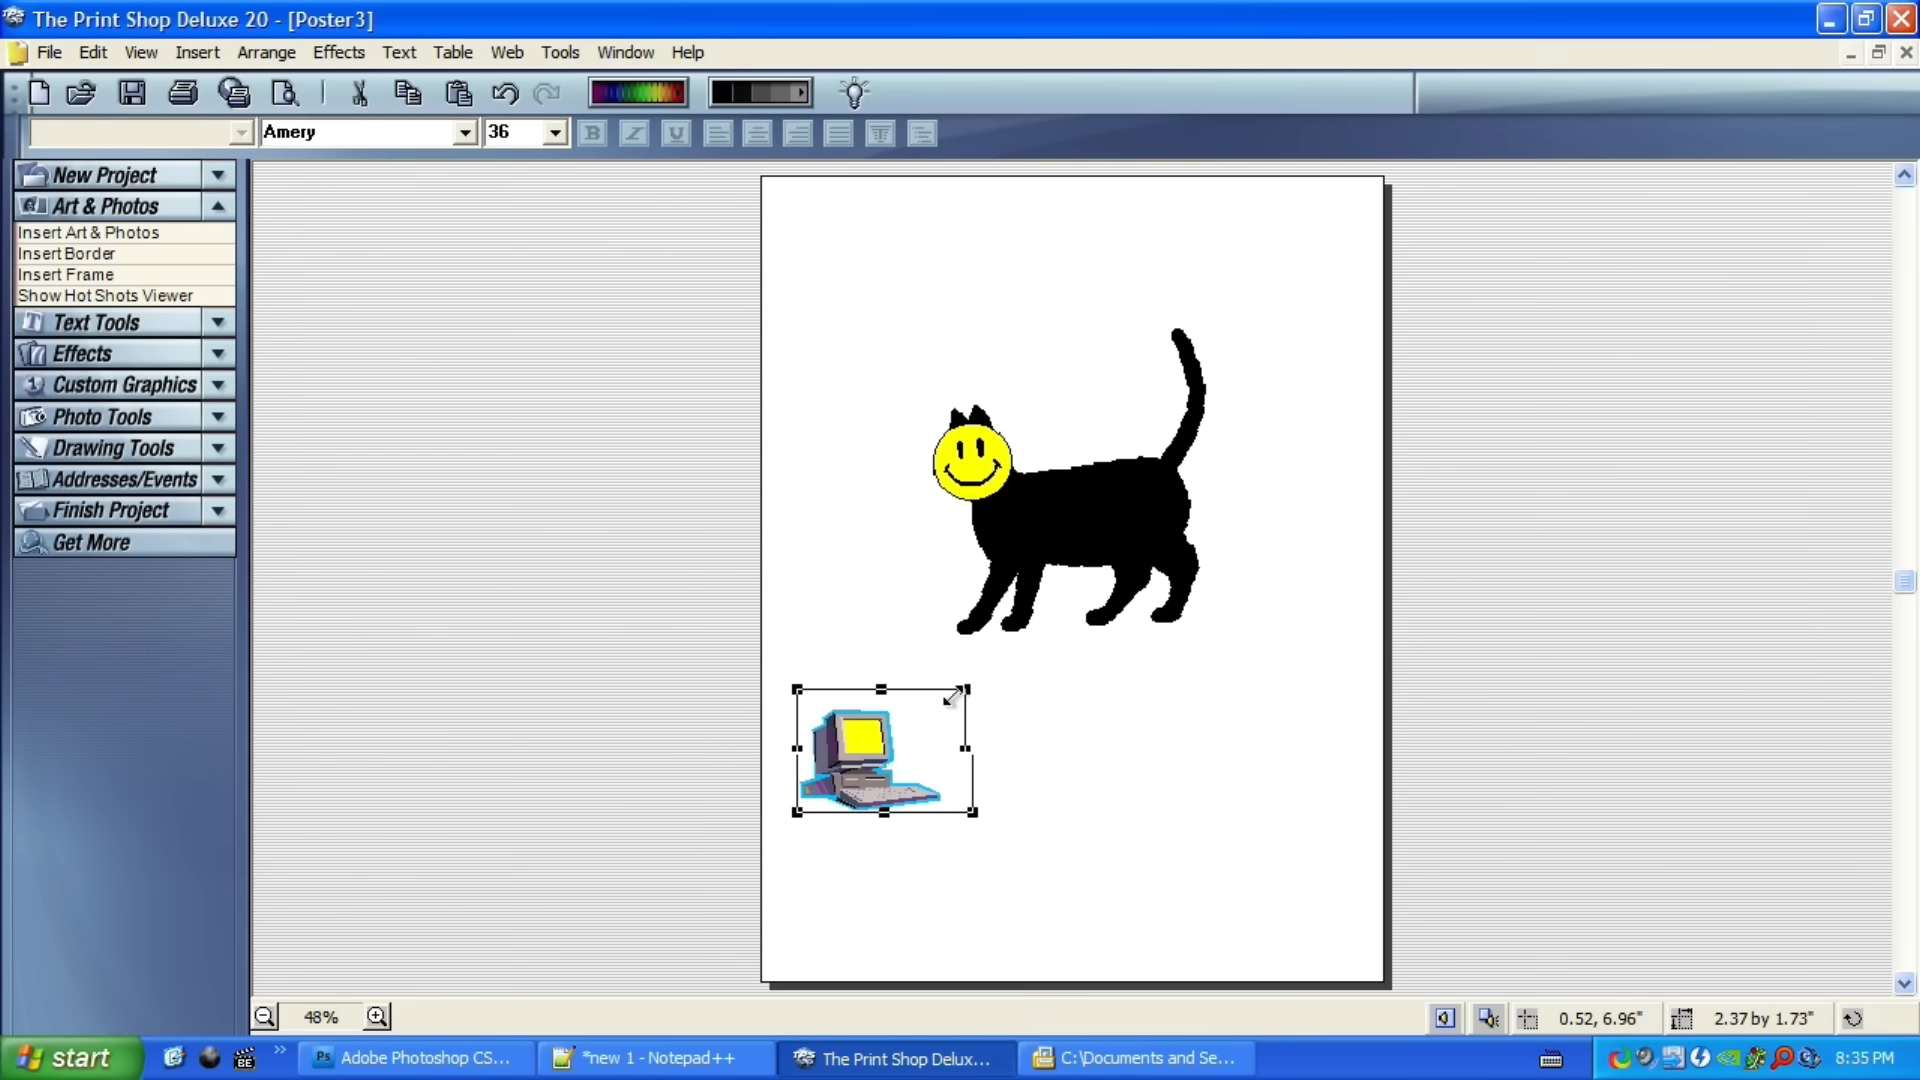 The Print Shop Deluxe 20 - [Poster3]
File Edit View Insert Arrange Effects Text Table Web Tools Window Help
Amery 36 B I U
New Project
Art & Photos
Insert Art & Photos
Insert Border
Insert Frame
Show Hot Shots Viewer
Text Tools
Effects
Custom Graphics
Photo Tools
Drawing Tools
Addresses/Events
Finish Project
Get More
48% 0.52, 6.96" 2.37 by 1.73"
start BE Ps Adobe Photoshop CS... *new 1 - Notepad++ The Print Shop Delux... C:\Documents and Se... 8:35 PM